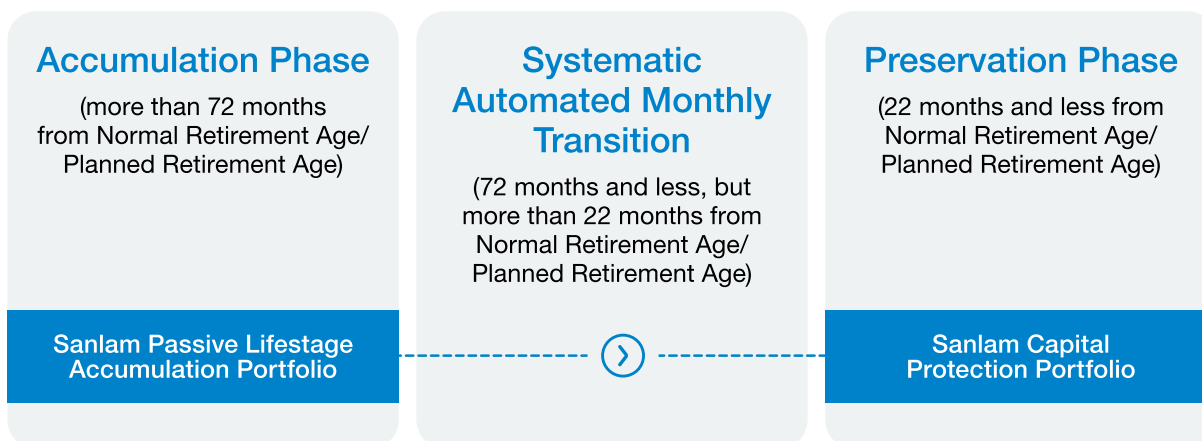 Accumulation Phase
(more than 72 months
from Normal Retirement Age/
Planned Retirement Age)
Sanlam Passive Lifestage
Accumulation Portfolio
Systematic
Automated Monthly
Transition
(72 months and less, but
more than 22 months from
Normal Retirement Age/
Planned Retirement Age)
Preservation Phase
(22 months and less from
Normal Retirement Age/
Planned Retirement Age)
Sanlam Capital
Protection Portfolio